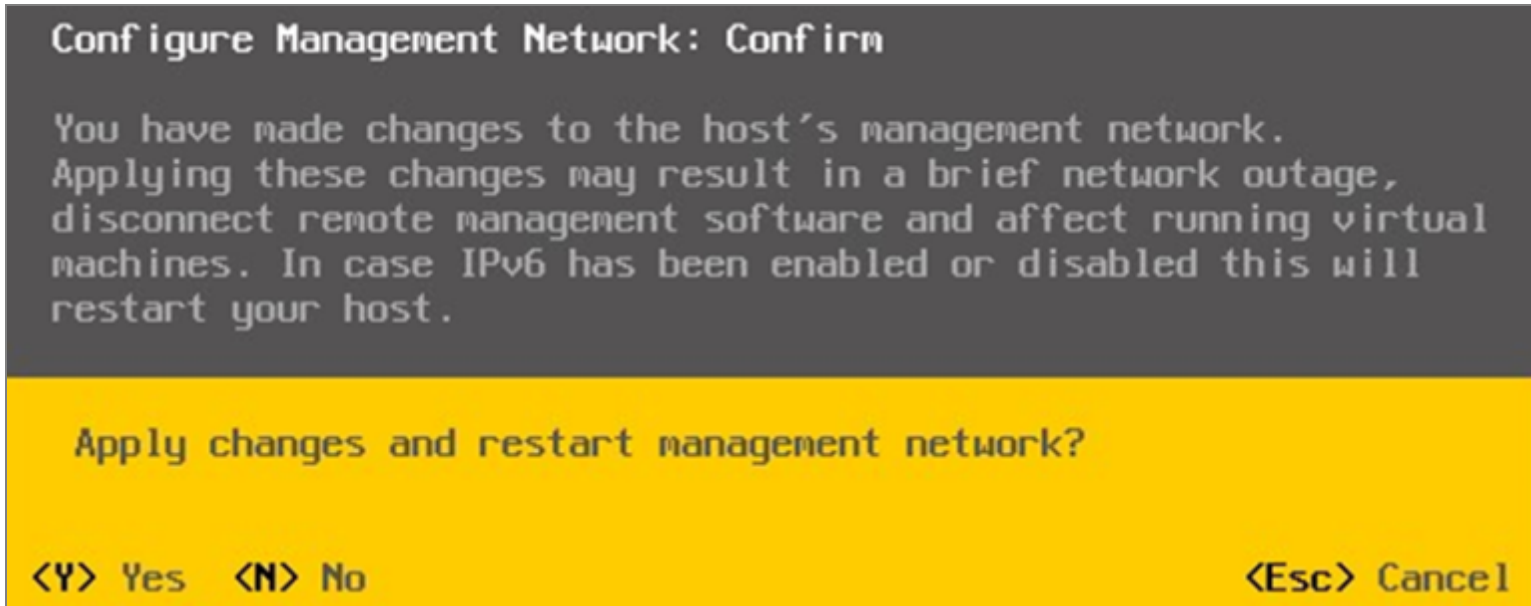 Configure Management Network: Confirm
You have made changes to the host's management network.
Applying these changes may result in a brief network outage,
disconnect remote management software and affect running virtual
machines. In case IPv6 has been enabled or disabled this will
restart your host.
Apply changes and restart management network?
<Y> Yes <N> No <Esc> Cancel